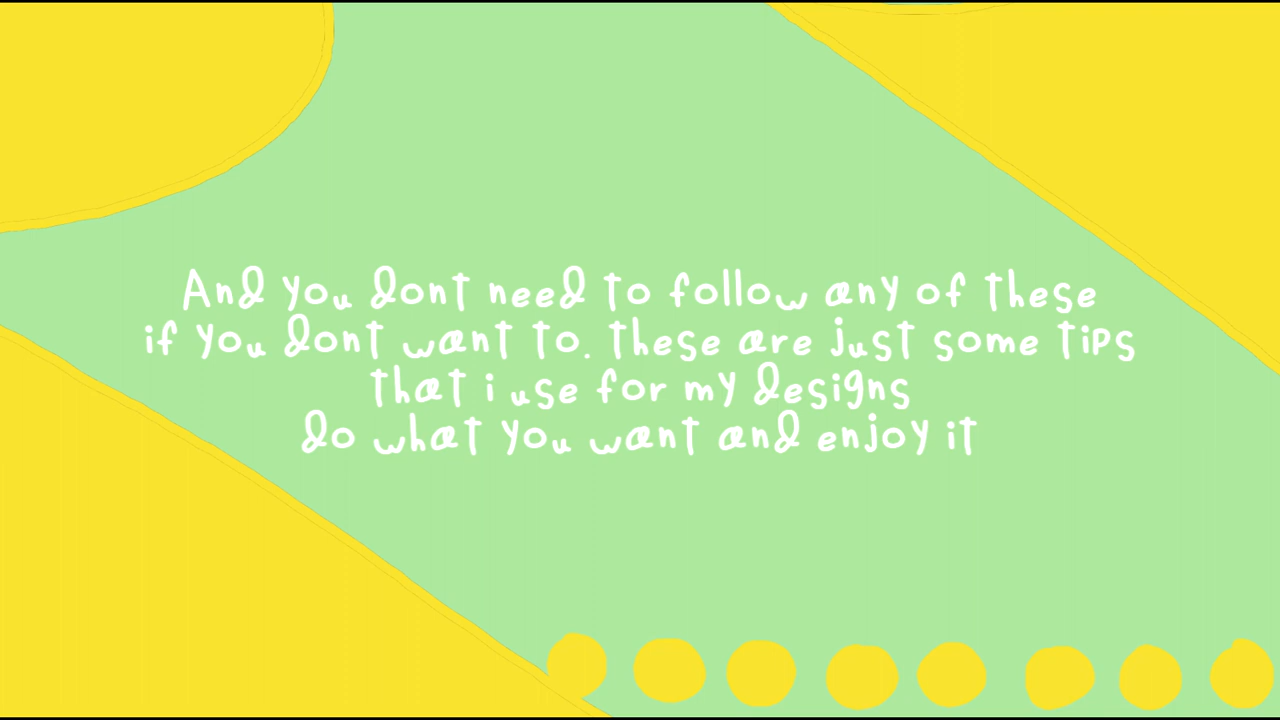 And you dont need to follow any of these
if you dont want to. these are just some tips
that i use for my designs
do what you want and enjoy it